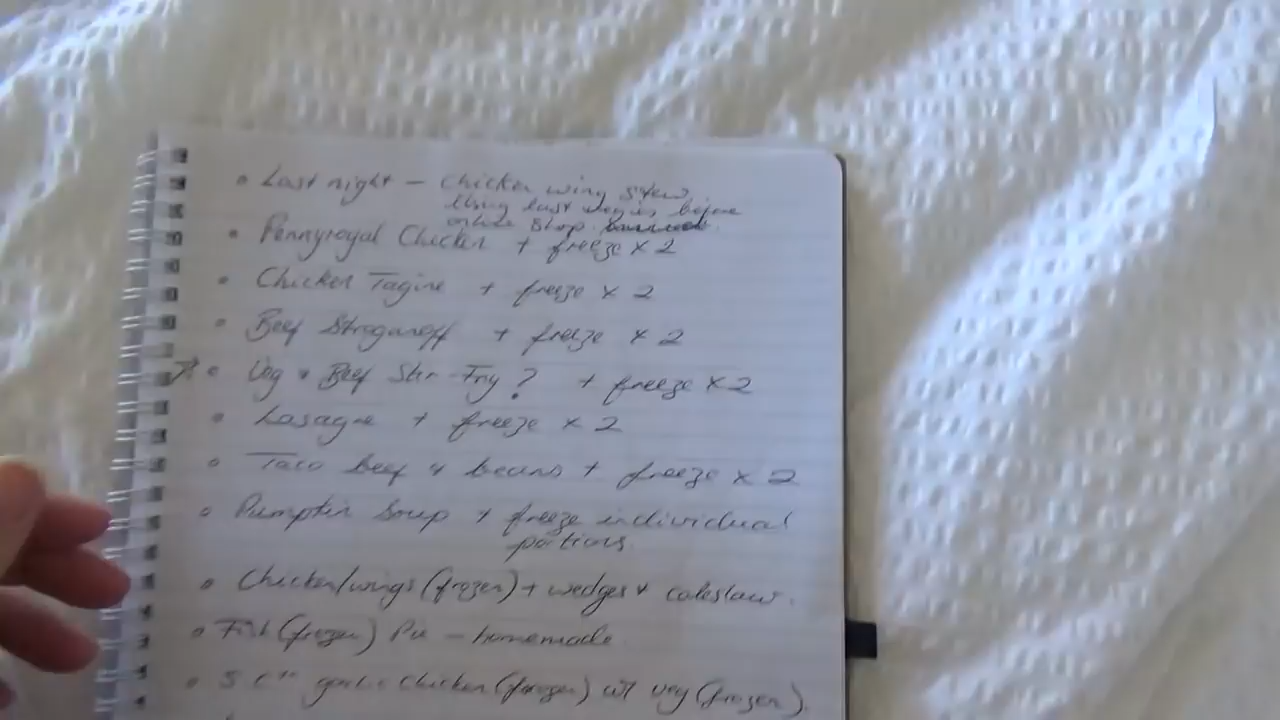 • Last night - Chicken wing stew
using last vegies before
online shop.
• Pennyroyal Chicken + freeze x 2
• Chicken Tagine + freeze x 2
• Beef Stroganoff + freeze x 2
• Veg & Beef Stir-Fry? + freeze x 2
• Lasagne + freeze x 2
• Taco beef & beans + freeze x 2
• Pumpkin Soup + freeze individual
portions.
• Chicken/wings (frozen) + wedges & coleslaw.
• Fish (frozen) Pie - homemade
• garlic chicken (frozen) w/ veg (frozen)